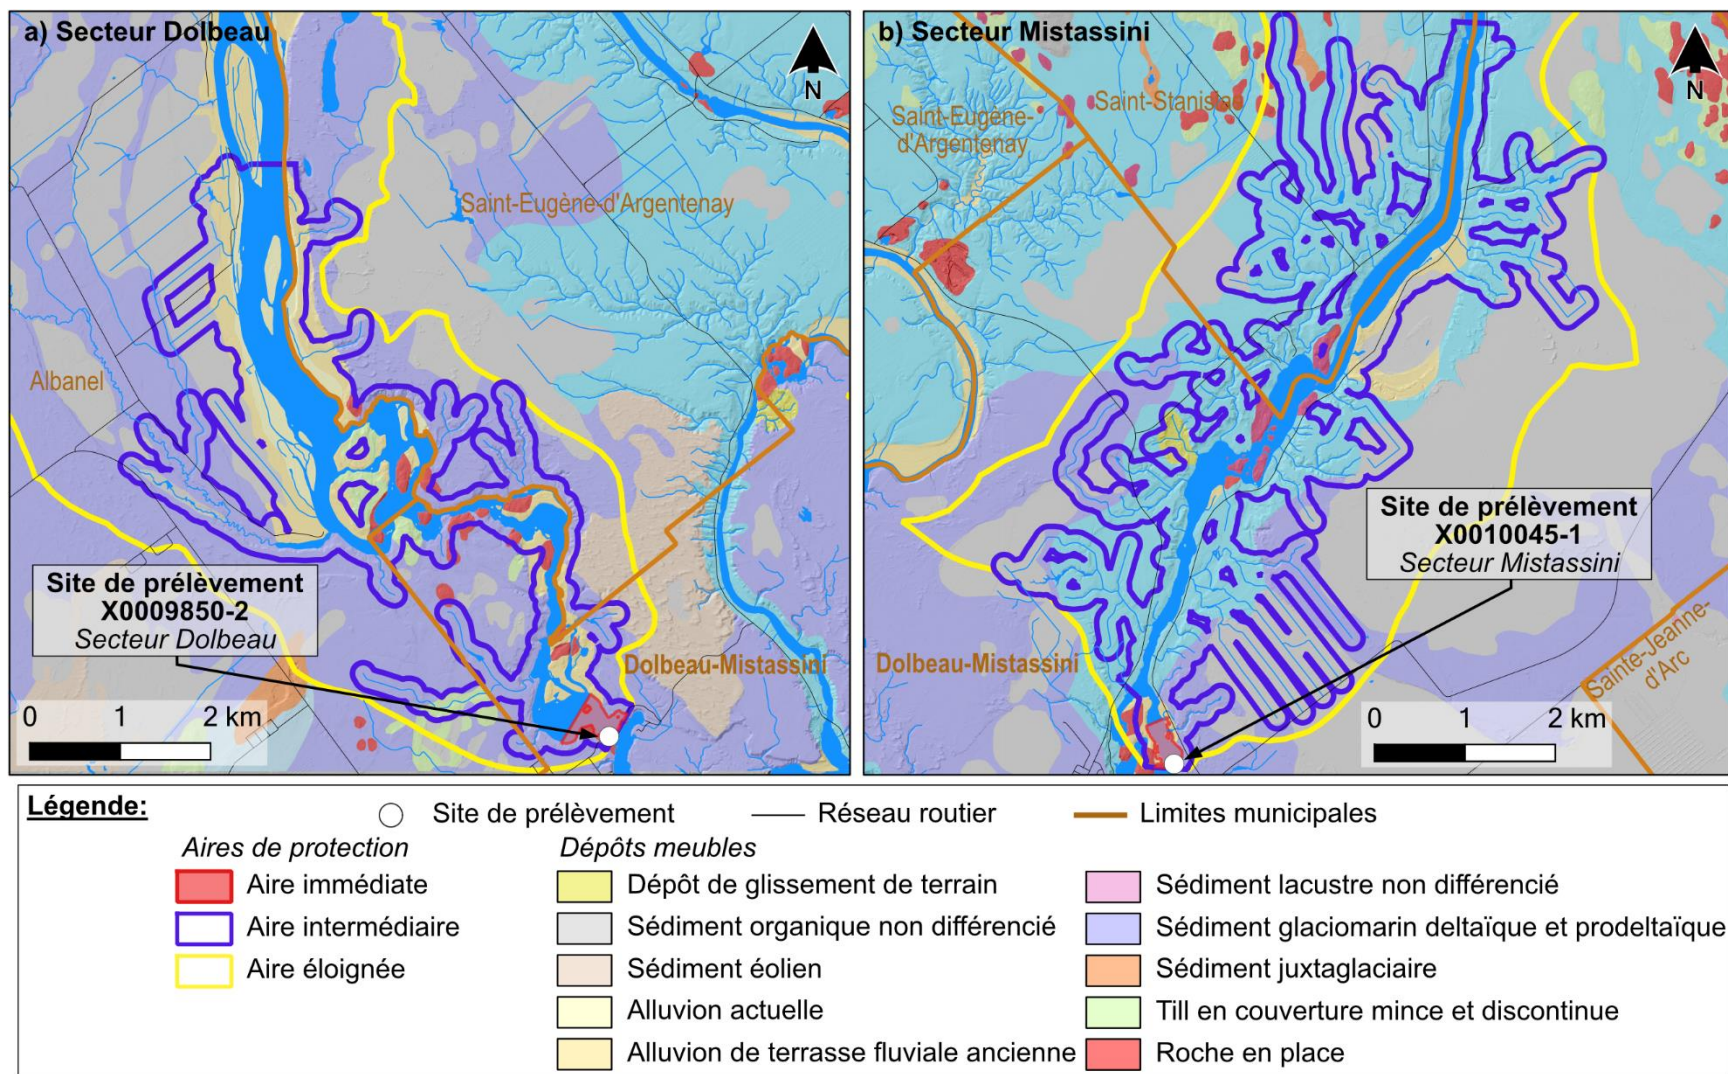 a) Secteur Dolbeau
N
Saint-Eugène-d'Argentenay
Albanel
Site de prélèvement
X0009850-2
Secteur Dolbeau
Dolbeau-Mistassini
0 1 2 km
b) Secteur Mistassini
N
Saint-Stanislas
Saint-Eugène-
d'Argentenay
Site de prélèvement
X0010045-1
Secteur Mistassini
Dolbeau-Mistassini
Sainte-Jeanne-
d'Arc
0 1 2 km
Légende:
Site de prélèvement
Réseau routier
Limites municipales
Aires de protection
Aire immédiate
Aire intermédiaire
Aire éloignée
Dépôts meubles
Dépôt de glissement de terrain
Sédiment organique non différencié
Sédiment éolien
Alluvion actuelle
Alluvion de terrasse fluviale ancienne
Sédiment lacustre non différencié
Sédiment glaciomarin deltaïque et prodeltaïque
Sédiment juxtaglaciaire
Till en couverture mince et discontinue
Roche en place